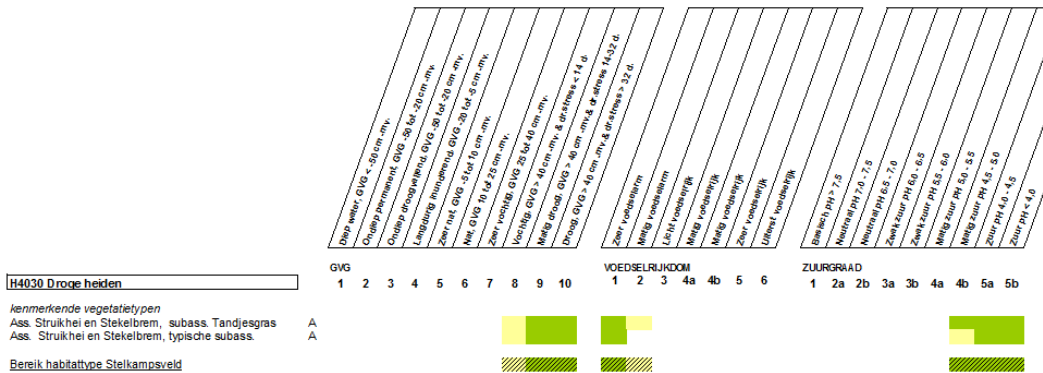 Diep water, GVG < -50 cm -mv.
Ondiep permanent, GVG -50 tot -20 cm -mv.
Ondiep droogvallend, GVG -50 tot -20 cm -mv.
Langdurig inunderend, GVG -20 tot -5 cm -mv.
Zeer nat, GVG -5 tot 10 cm -mv.
Nat, GVG 10 tot 25 cm -mv.
Zeer vochtig, GVG 25 tot 40 cm -mv.
Vochtig, GVG > 40 cm -mv. & dr.stress < 14 d.
Matig droog, GVG > 40 cm -mv. & dr.stress 14-32 d.
Droog, GVG > 40 cm -mv. & dr.stress > 32 d.
Zeer voedselarm
Matig voedselarm
Licht voedselrijk
Matig voedselrijk
Matig voedselrijk
Zeer voedselrijk
Uiterst voedselrijk
Basisch pH > 7.5
Neutraal pH 7.0 - 7.5
Neutraal pH 6.5 - 7.0
Zwak zuur pH 6.0 - 6.5
Zwak zuur pH 5.5 - 6.0
Matig zuur pH 5.0 - 5.5
Matig zuur pH 4.5 - 5.0
Zuur pH 4.0 - 4.5
Zuur pH < 4.0
GVG VOEDSELRIJKDOM ZUURGRAAD
H4030 Droge heiden 1 2 3 4 5 6 7 8 9 10 1 2 3 4a 4b 5 6 1 2a 2b 3a 3b 4a 4b 5a 5b
kenmerkende vegetatietypen
Ass. Struikhei en Stekelbrem, subass. Tandjesgras A
Ass. Struikhei en Stekelbrem, typische subass. A
Bereik habitattype Stelkampsveld